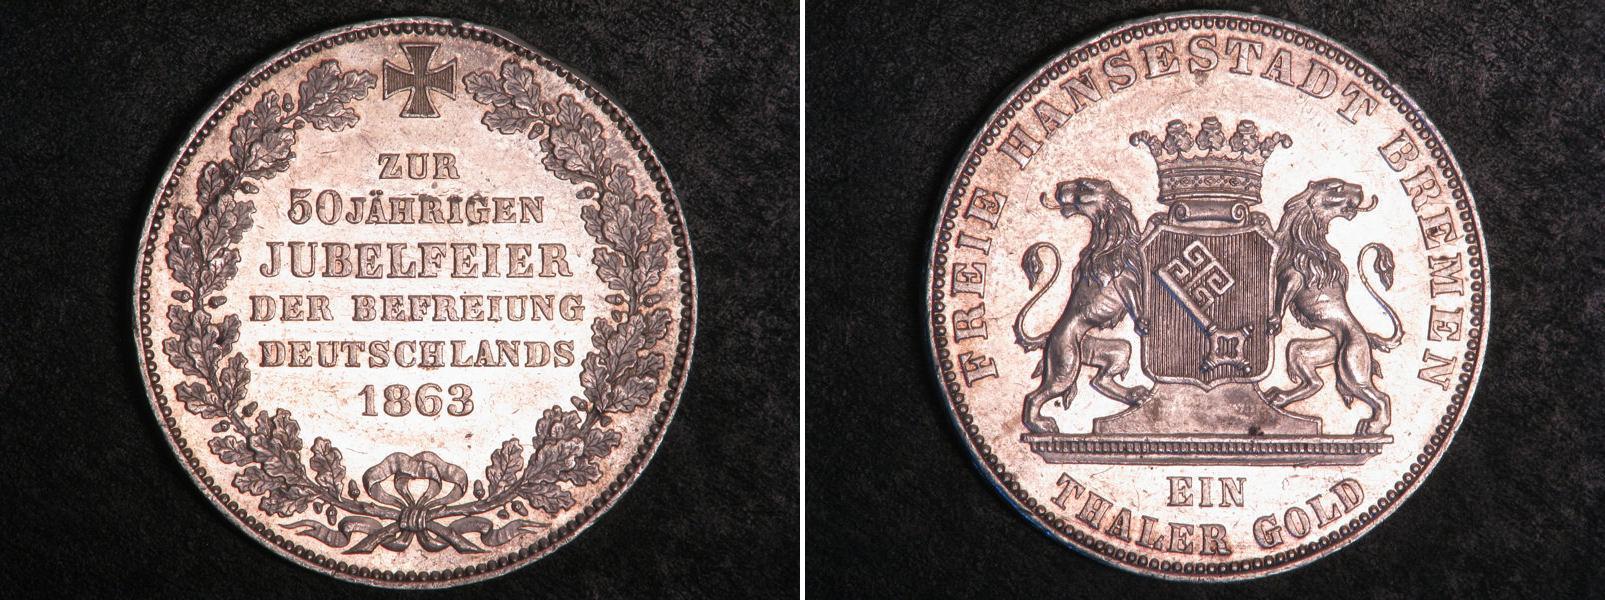 ZUR
50JÄHRIGEN
JUBELFEIER
DER BEFREIUNG
DEUTSCHLANDS
1863
FREIE HANSESTADT BREMEN
EIN
THALER GOLD